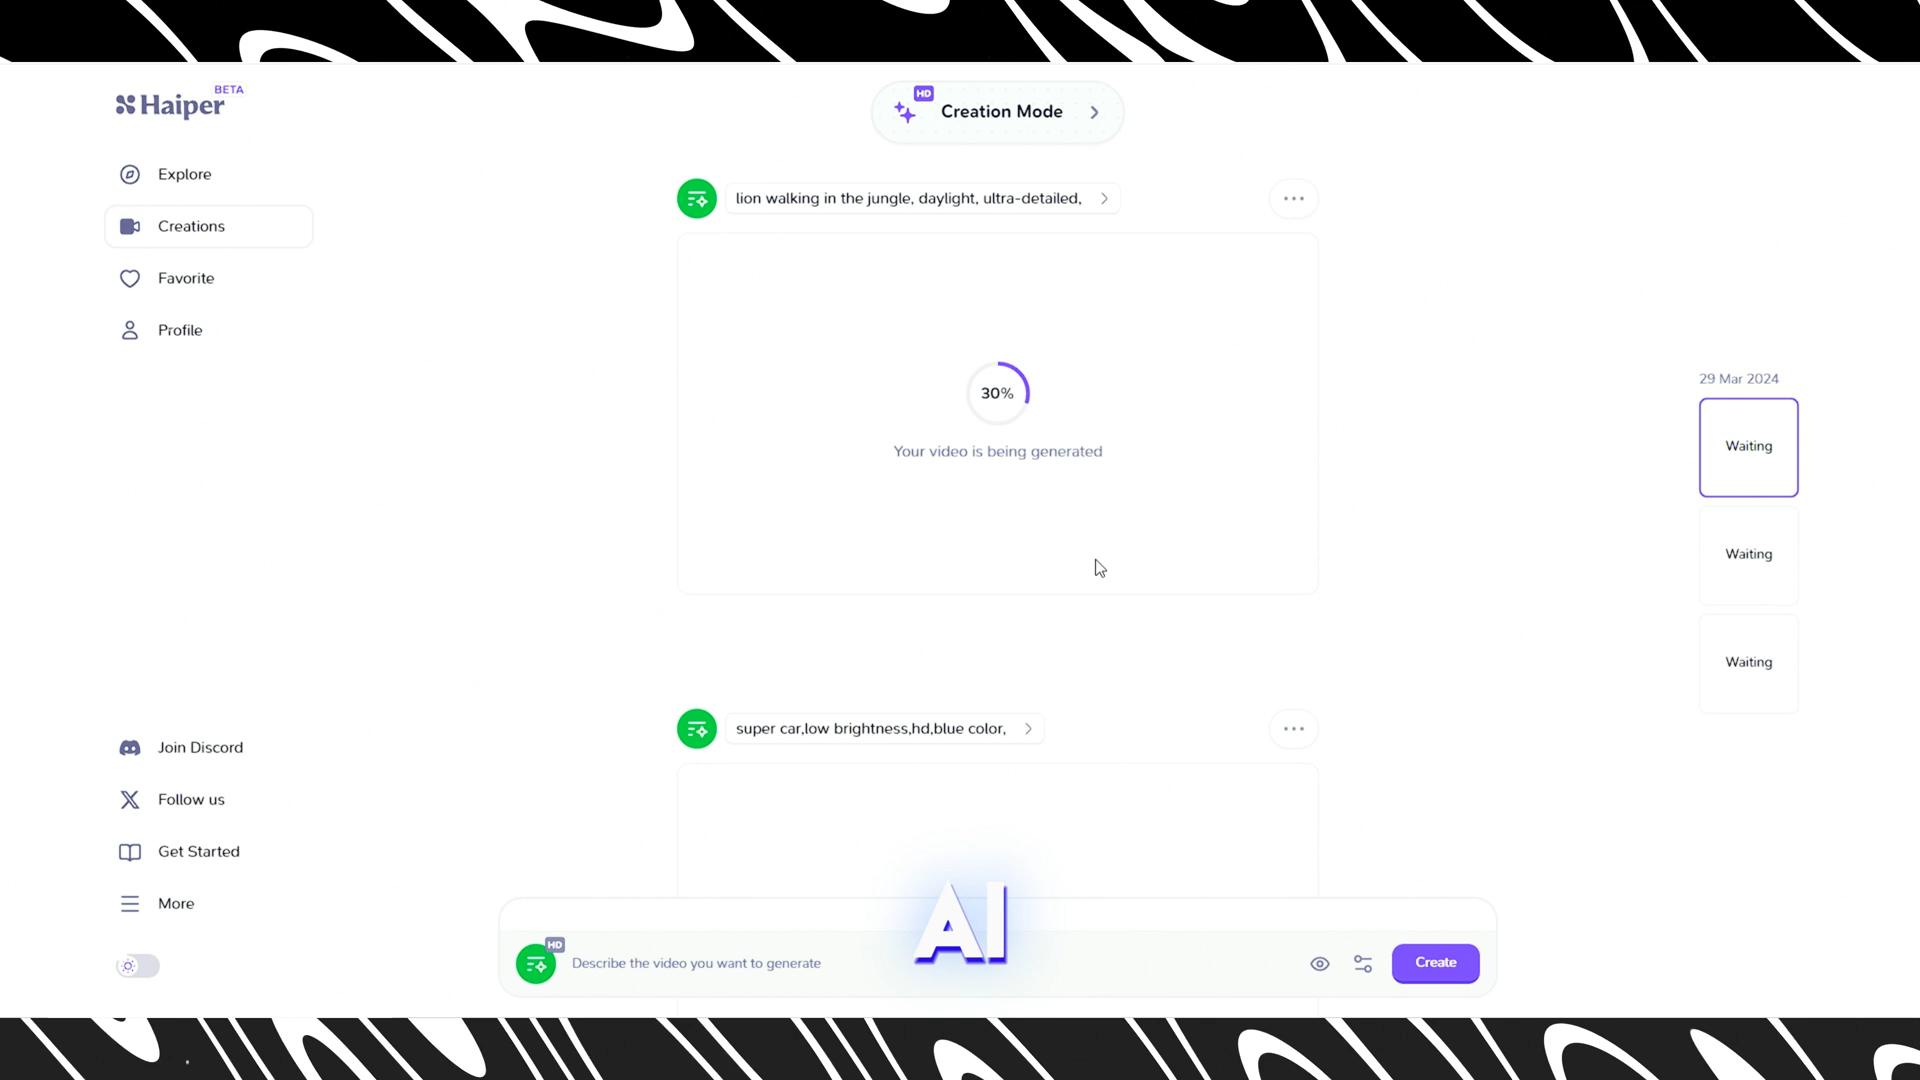 Haiper BETA
HD
Creation Mode
Explore
Creations
Favorite
Profile
lion walking in the jungle, daylight, ultra-detailed,
30%
Your video is being generated
29 Mar 2024
Waiting
Waiting
Waiting
super car,low brightness,hd,blue color,
Join Discord
Follow us
Get Started
More
AI
HD
Describe the video you want to generate
Create